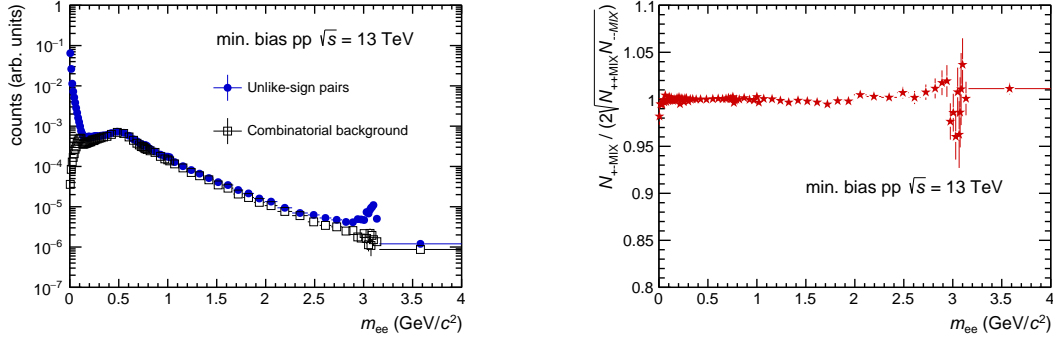 counts (arb. units)
10⁻¹
1
10⁻¹
10⁻²
10⁻³
10⁻⁴
10⁻⁵
10⁻⁶
10⁻⁷
min. bias pp √s = 13 TeV
Unlike-sign pairs
Combinatorial background
0 0.5 1 1.5 2 2.5 3 3.5 4
m_ee (GeV/c²)
N_+-MIX / (2√N_++MIX N_--MIX)
1.1
1.05
1
0.95
0.9
0.85
0.8
min. bias pp √s = 13 TeV
0 0.5 1 1.5 2 2.5 3 3.5 4
m_ee (GeV/c²)